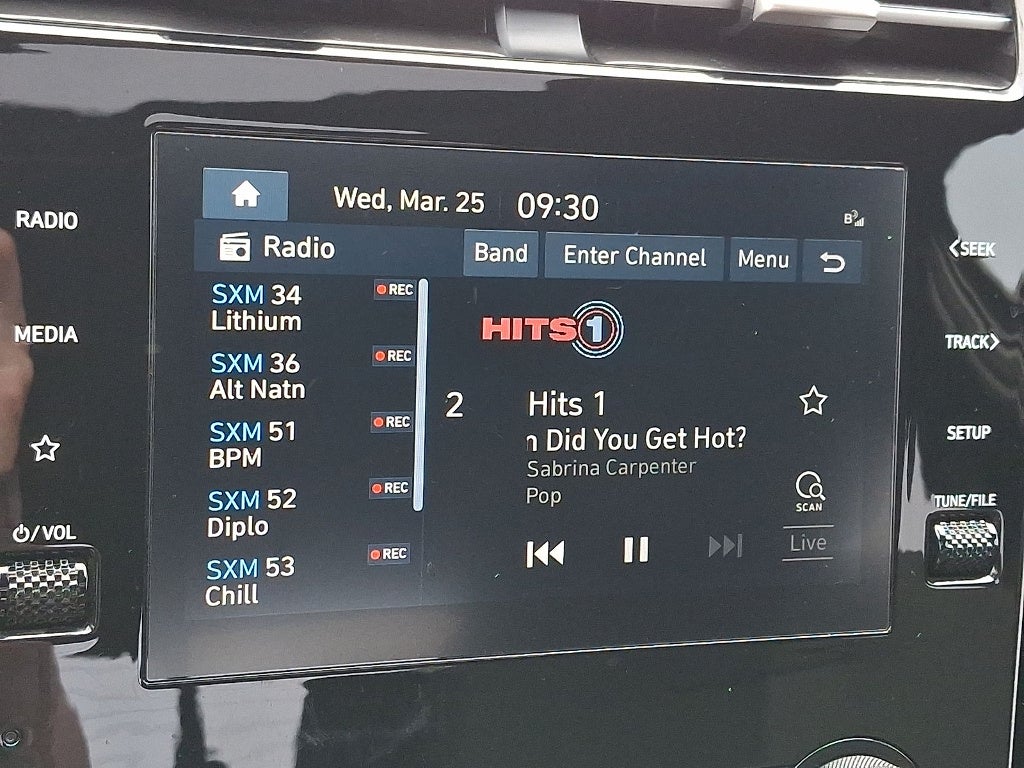 Wed, Mar. 25 09:30
B
Radio Band Enter Channel Menu
SXM 34 REC
Lithium
SXM 36 REC
Alt Natn
SXM 51 REC
BPM
SXM 52 REC
Diplo
SXM 53 REC
Chill
HITS 1
2 Hits 1
n Did You Get Hot?
Sabrina Carpenter
Pop
SCAN
Live
RADIO
MEDIA
/VOL
<SEEK
TRACK>
SETUP
TUNE/FILE